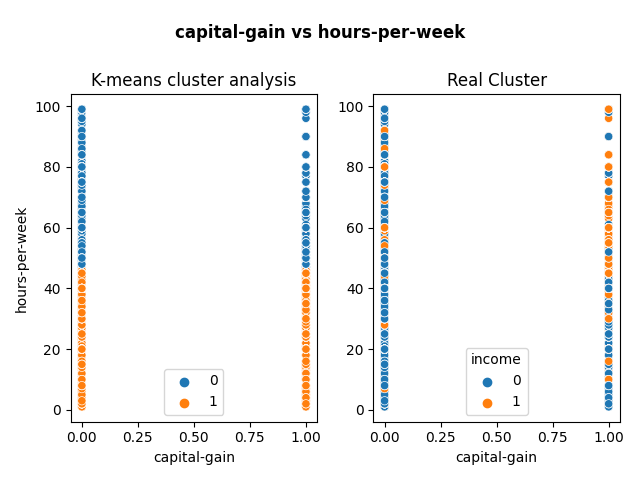 capital-gain vs hours-per-week
K-means cluster analysis
hours-per-week
100
80
60
40
20
0
0.00 0.25 0.50 0.75 1.00
capital-gain
0
1
Real Cluster
100
80
60
40
20
0
0.00 0.25 0.50 0.75 1.00
capital-gain
income
0
1